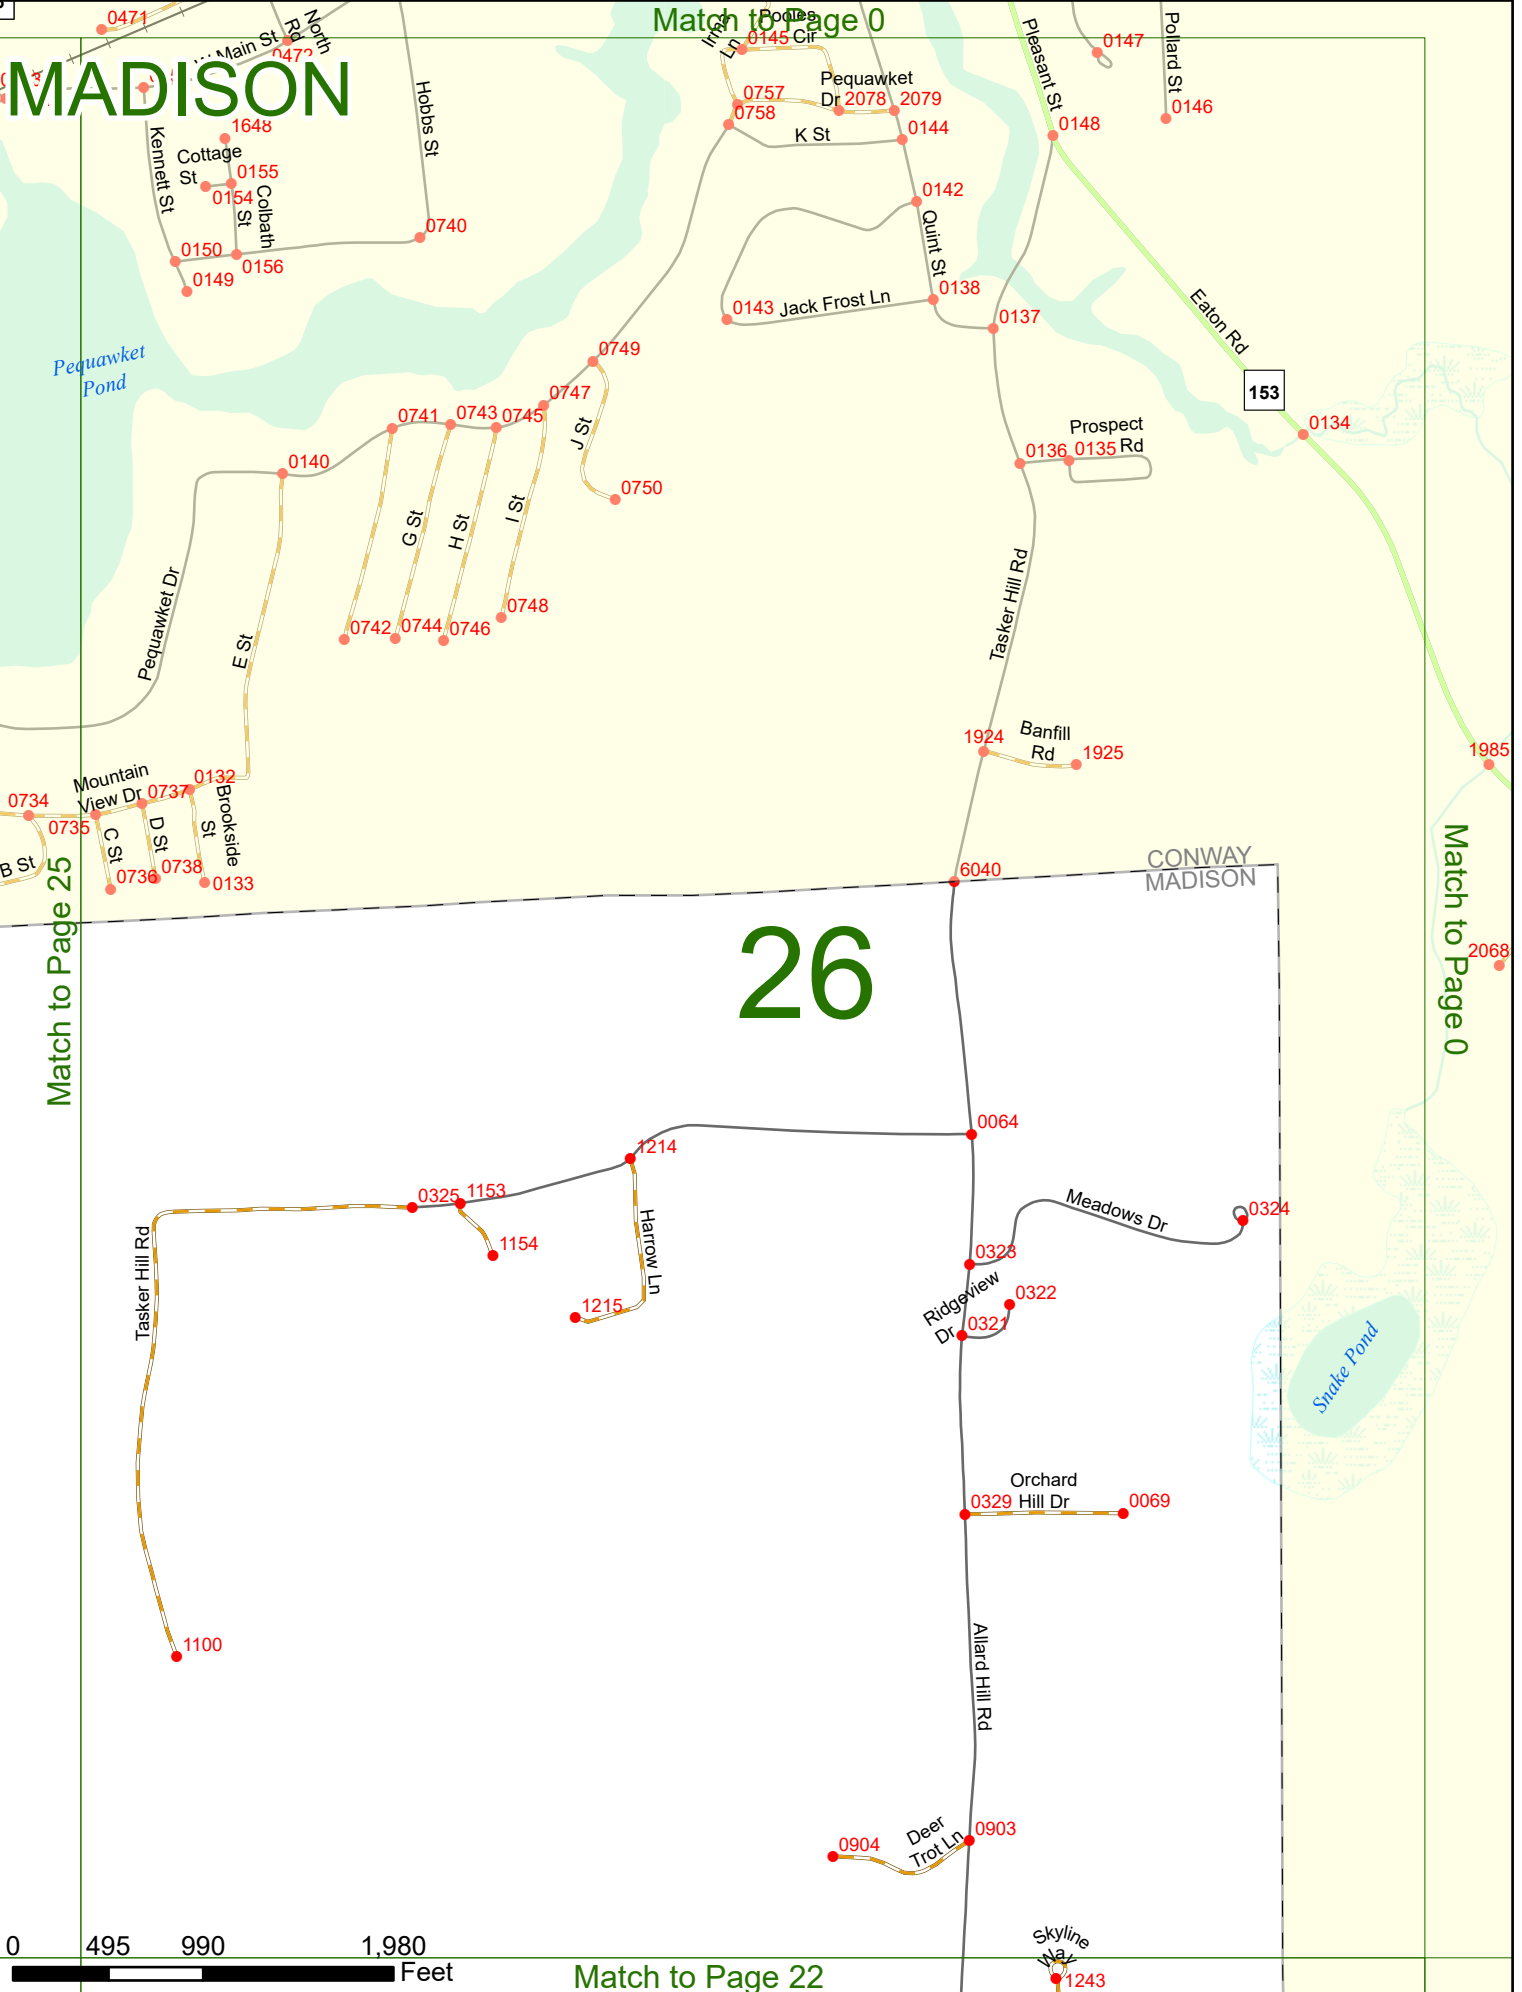 Match to Page 0
0471
North
Rd
W Main St
0472
MADISON
Irma
Ln
Pooles
Cir
0145
Pleasant St
0147
Pollard St
0146
Hobbs St
Kennett St
1648
Cottage
St
0155
0154
Colbath
St
0740
0150
0156
0149
Pequawket
Dr
0757
2078
2079
0758
K St
0144
0148
0142
Quint St
0143
Jack Frost Ln
0138
0137
Eaton Rd
153
0134
Pequawket
Pond
0749
0747
0741
0743
0745
J St
0140
0750
G St
H St
I St
0136
0135
Prospect
Rd
Pequawket Dr
E St
0742
0744
0746
0748
Tasker Hill Rd
1924
Banfill
Rd
1925
1985
Mountain
View Dr
0734
0735
0737
0132
Brookside
St
C St
D St
B St
0736
0738
0133
6040
CONWAY
MADISON
Match to Page 25
26
Match to Page 0
2068
0064
1214
0325
1153
1154
Harrow Ln
1215
Tasker Hill Rd
Meadows Dr
0324
0323
Ridgeview
Dr
0322
0321
Snake Pond
Orchard
Hill Dr
0329
0069
1100
Allard Hill Rd
Deer
Trot Ln
0903
0904
Skyline
Way
1243
0
495
990
1,980
Feet
Match to Page 22